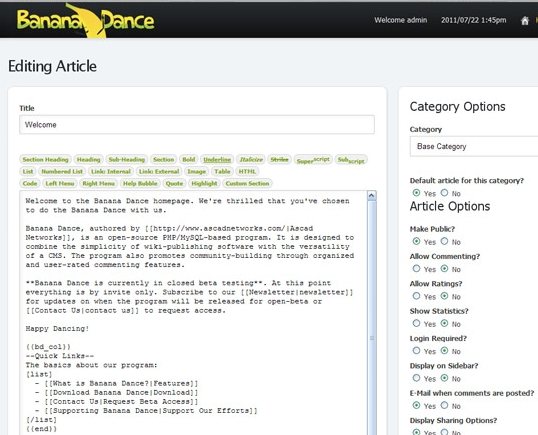 Banana Dance
Welcome admin 2011/07/22 1:45pm
Editing Article
Title
Welcome
Section Heading Heading Sub-Heading Section Bold Underline Italicize Strike Superscript Subscript
List Numbered List Link: Internal Link: External Image Table HTML
Code Left Menu Right Menu Help Bubble Quote Highlight Custom Section
Welcome to the Banana Dance homepage. We're thrilled that you've chosen
to do the Banana Dance with us.
Banana Dance, authored by [[http://www.ascadnetworks.com/|Ascad
Networks]], is an open-source PHP/MySQL-based program. It is designed to
combine the simplicity of wiki-publishing software with the versatility
of a CMS. The program also promotes community-building through organized
and user-rated commenting features.
**Banana Dance is currently in closed beta testing**. At this point
everything is by invite only. Subscribe to our [[Newsletter|newsletter]]
for updates on when the program will be released for open-beta or
[[Contact Us|contact us]] to request access.
Happy Dancing!
{{bd_col}}
--Quick Links--
The basics about our program:
[list]
- [[What is Banana Dance?|Features]]
- [[Download Banana Dance|Download]]
- [[Contact Us|Request Beta Access]]
- [[Supporting Banana Dance|Support Our Efforts]]
[/list]
{{end}}
Category Options
Category
Base Category
Default article for this category?
Yes No
Article Options
Make Public?
Yes No
Allow Commenting?
Yes No
Allow Ratings?
Yes No
Show Statistics?
Yes No
Login Required?
Yes No
Display on Sidebar?
Yes No
E-Mail when comments are posted?
Yes No
Display Sharing Options?
Yes No